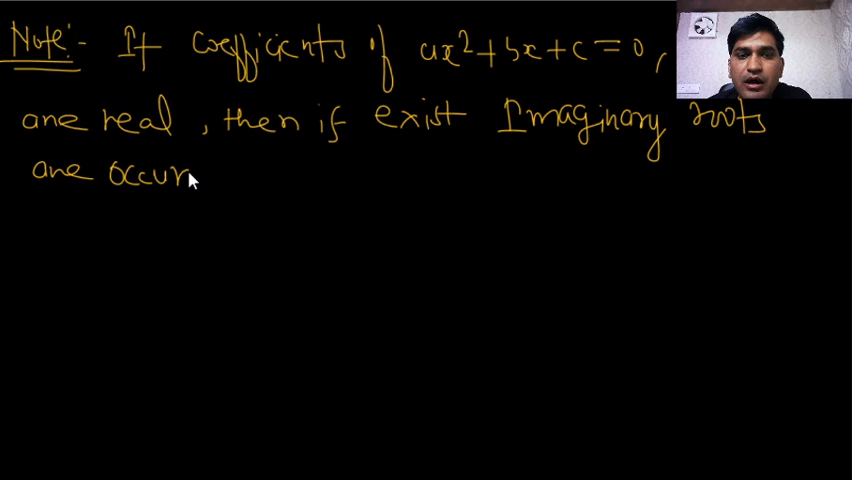 Note:- If coefficients of ax²+bx+c=0,
are real, then if exist Imaginary roots
are occur